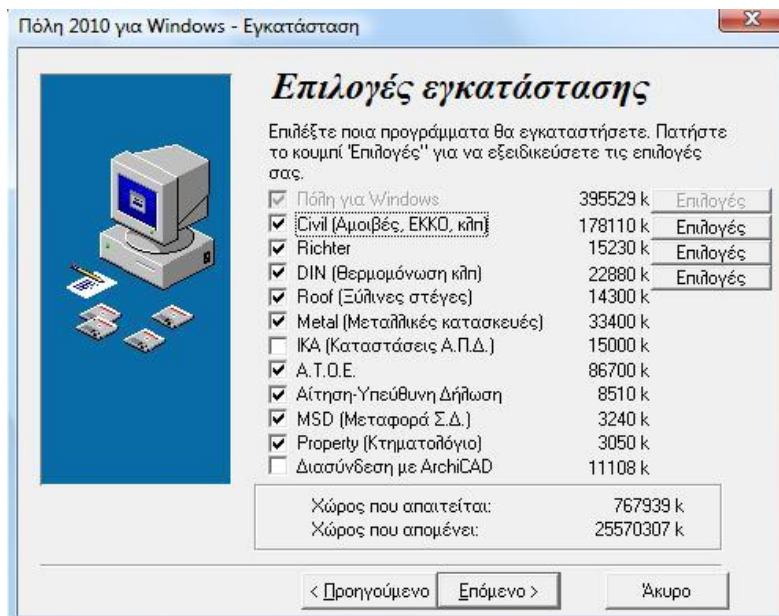 Πόλη 2010 για Windows - Εγκατάσταση
Επιλογές εγκατάστασης
Επιλέξτε ποια προγράμματα θα εγκαταστήσετε. Πατήστε
το κουμπί 'Επιλογές" για να εξειδικεύσετε τις επιλογές
σας.
Πόλη για Windows 395529 k Επιλογές
Civil (Αμοιβές, ΕΚΚΟ, κλπ) 178110 k Επιλογές
Richter 15230 k Επιλογές
DIN (Θερμομόνωση κλπ) 22880 k Επιλογές
Roof (Ξύλινες στέγες) 14300 k
Metal (Μεταλλικές κατασκευές) 33400 k
ΙΚΑ (Καταστάσεις Α.Π.Δ.) 15000 k
Α.Τ.Ο.Ε. 86700 k
Αίτηση-Υπεύθυνη Δήλωση 8510 k
MSD (Μεταφορά Σ.Δ.) 3240 k
Property (Κτηματολόγιο) 3050 k
Διασύνδεση με ArchiCAD 11108 k
Χώρος που απαιτείται: 767939 k
Χώρος που απομένει: 25570307 k
< Προηγούμενο Επόμενο > Άκυρο